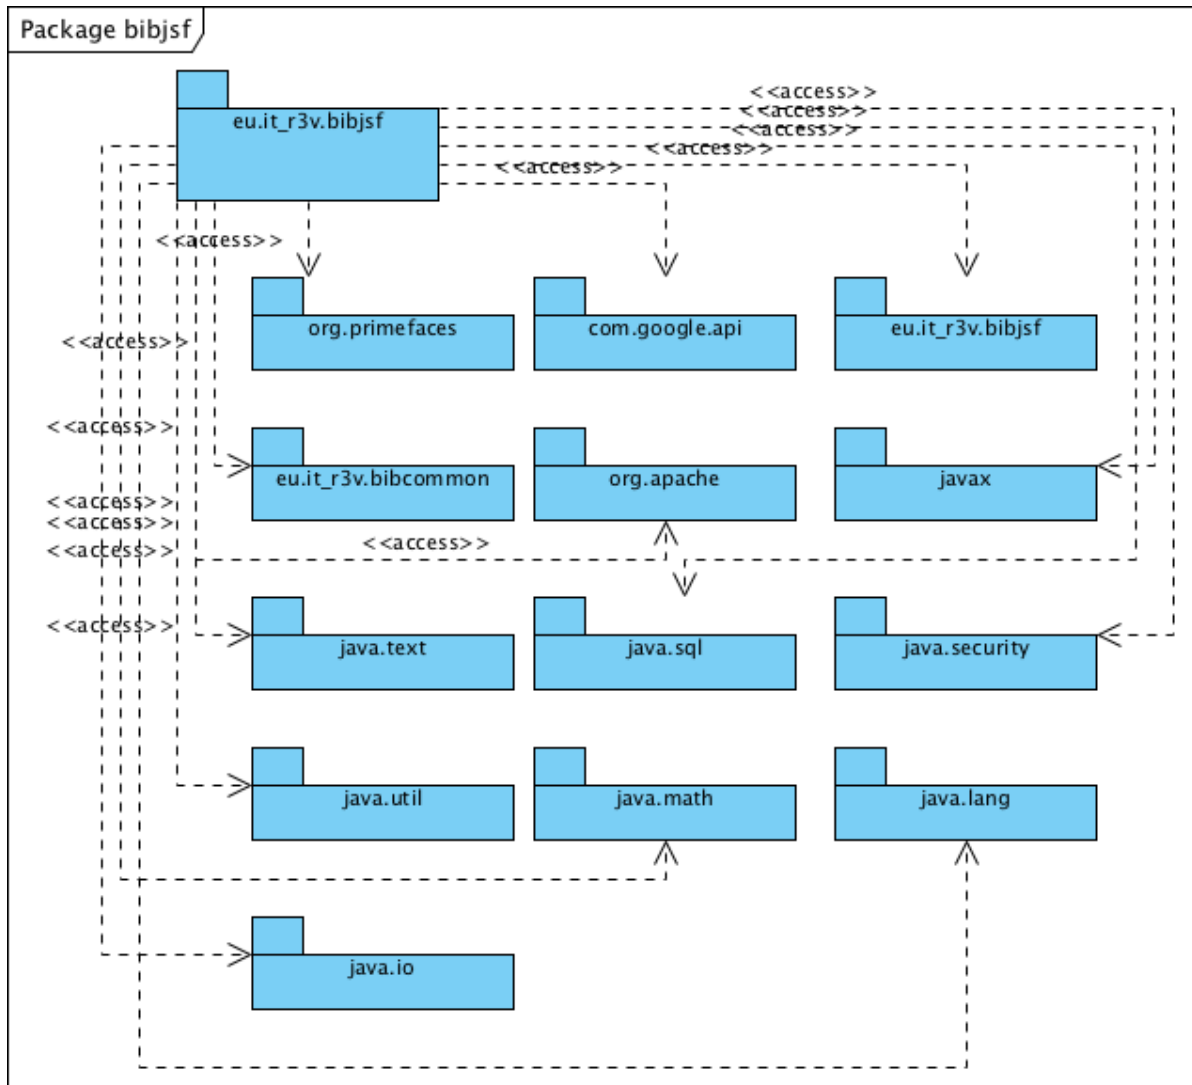 Package bibjsf
<<access>>
<<access>>
eu.it_r3v.bibjsf
<<access>>
<<access>>
<<access>>
<<access>>
org.primefaces
com.google.api
eu.it_r3v.bibjsf
<<access>>
<<access>>
eu.it_r3v.bibcommon
org.apache
javax
<<access>>
<<access>>
<<access>>
<<access>>
<<access>>
java.text
java.sql
java.security
java.util
java.math
java.lang
java.io